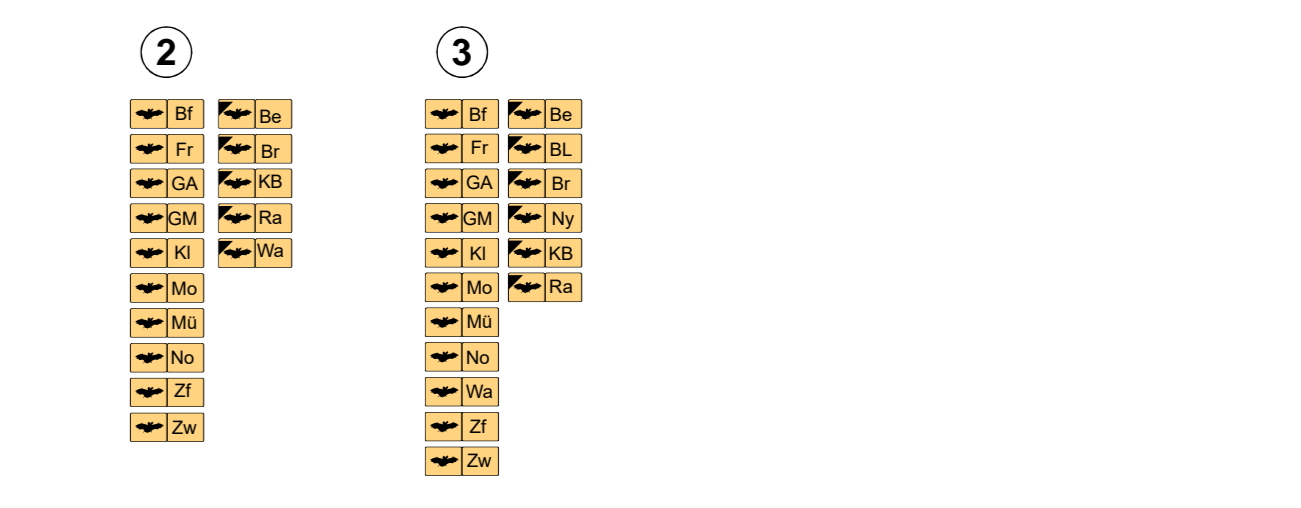 2
3
Bf Be Bf Be
Fr Br Fr BL
GA KB GA Br
GM Ra GM Ny
Kl Wa Kl KB
Mo Mo Ra
Mü Mü
No No
Zf Wa
Zw Zf
Zw